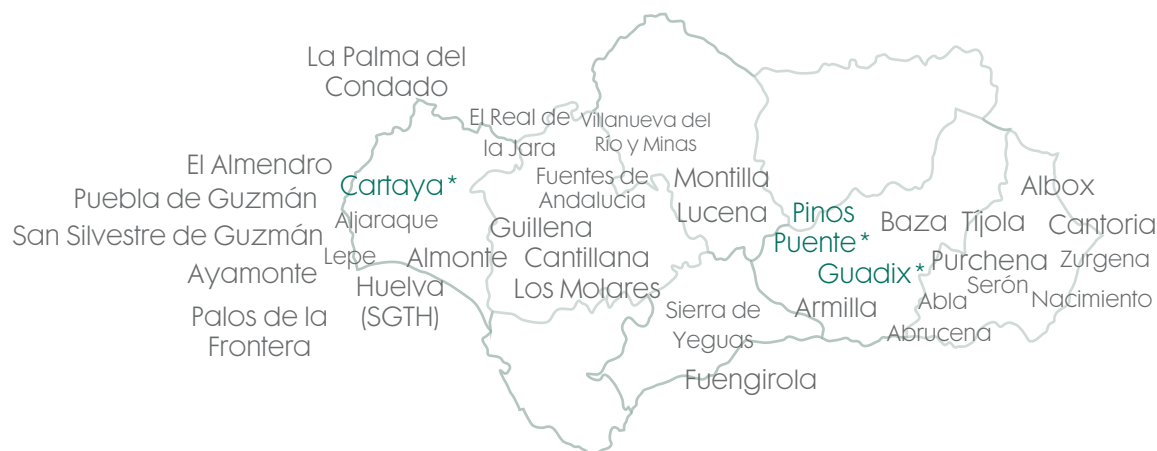 La Palma del
Condado
El Real de
la Jara
Villanueva del
Río y Minas
El Almendro
Puebla de Guzmán
San Silvestre de Guzmán
Ayamonte
Palos de la
Frontera
Cartaya*
Aljaraque
Lepe
Almonte
Huelva
(SGTH)
Fuentes de
Andalucía
Guillena
Cantillana
Los Molares
Montilla
Lucena
Sierra de
Yeguas
Fuengirola
Pinos
Puente*
Guadix*
Armilla
Baza
Tíjola
Albox
Cantoria
Purchena
Zurgena
Serón
Abla
Nacimiento
Abrucena